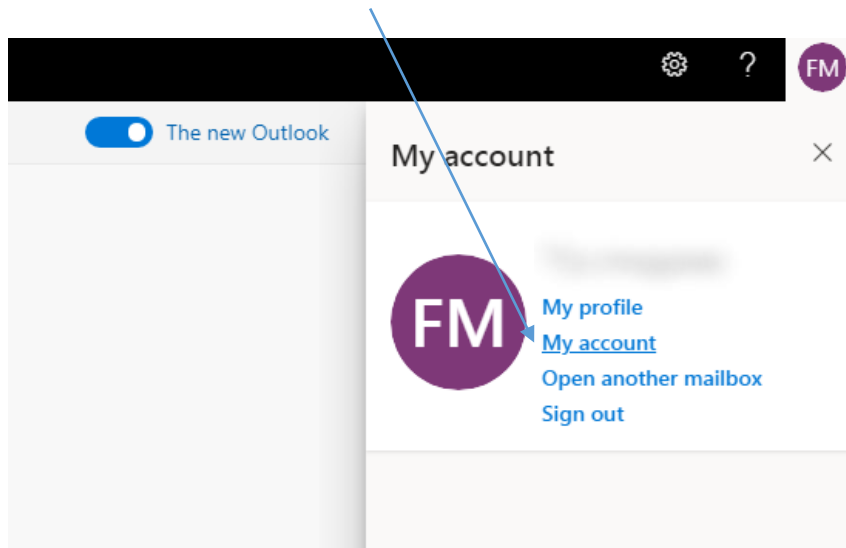 ? FM
The new Outlook
My account
FM
My profile
My account
Open another mailbox
Sign out